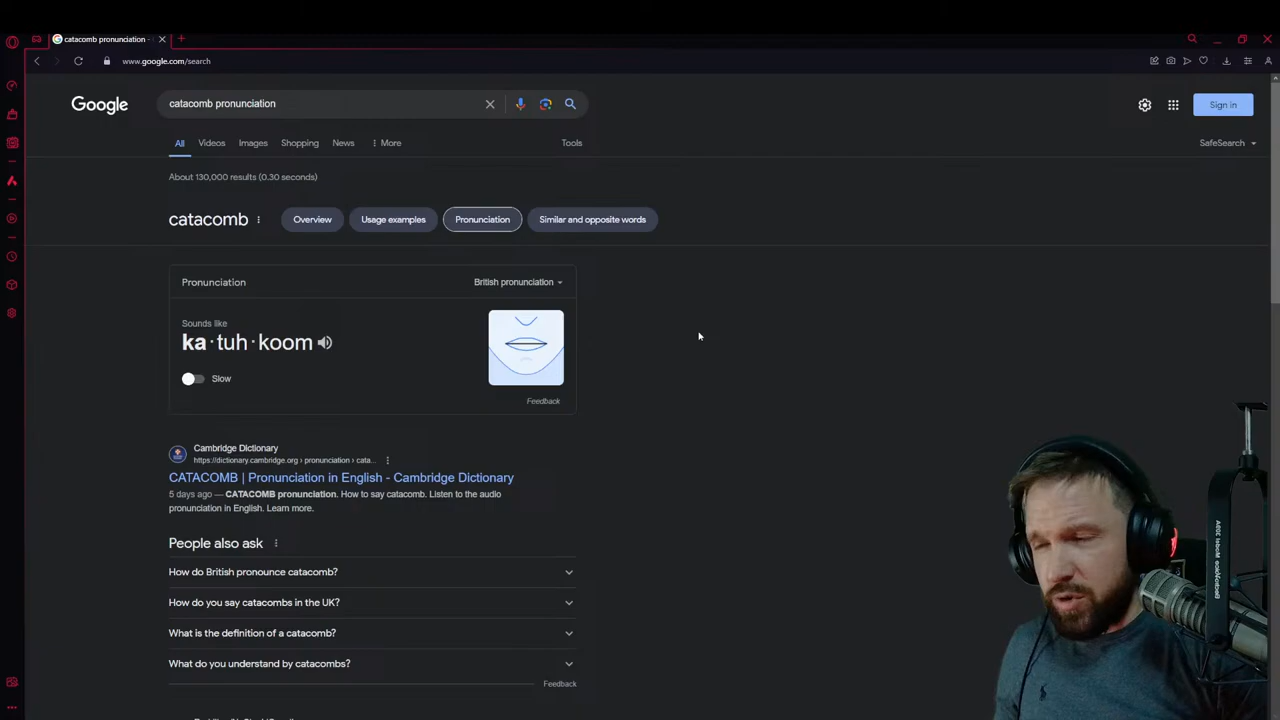 catacomb pronunciation -
www.google.com/search
Google
catacomb pronunciation
Sign in
All
Videos
Images
Shopping
News
More
Tools
SafeSearch
About 130,000 results (0.30 seconds)
catacomb
Overview
Usage examples
Pronunciation
Similar and opposite words
Pronunciation
British pronunciation
Sounds like
ka·tuh·koom
Slow
Feedback
Cambridge Dictionary
https://dictionary.cambridge.org › pronunciation › cata...
CATACOMB | Pronunciation in English - Cambridge Dictionary
5 days ago — CATACOMB pronunciation. How to say catacomb. Listen to the audio
pronunciation in English. Learn more.
People also ask
How do British pronounce catacomb?
How do you say catacombs in the UK?
What is the definition of a catacomb?
What do you understand by catacombs?
Feedback